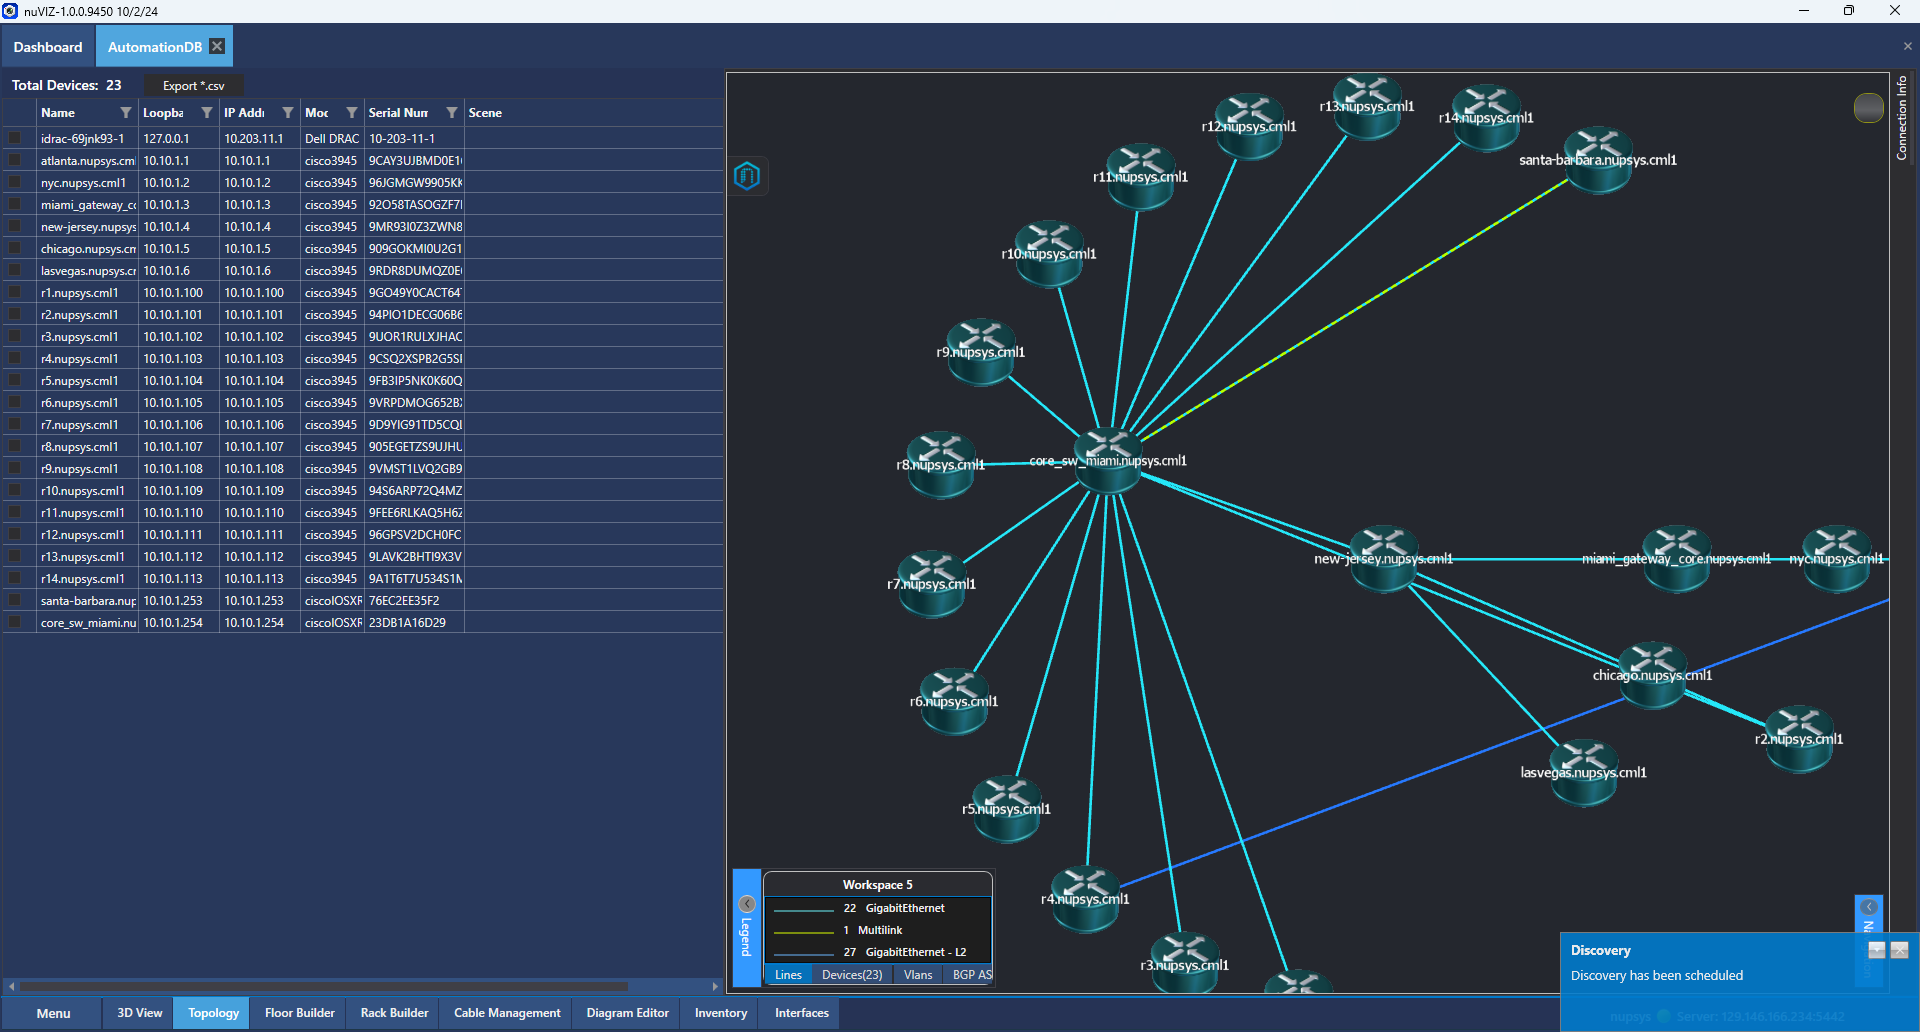 nuVIZ-1.0.0.9450 10/2/24
Dashboard AutomationDB
Total Devices: 23 Export *.csv
Name Loopba IP Addi Moc Serial Num Scene
idrac-69jnk93-1 127.0.0.1 10.203.11.1 Dell DRAC 10-203-11-1
atlanta.nupsys.cml 10.10.1.1 10.10.1.1 cisco3945 9CAY3UJBMD0E1
nyc.nupsys.cml1 10.10.1.2 10.10.1.2 cisco3945 96JGMGW9905KK
miami_gateway_cc 10.10.1.3 10.10.1.3 cisco3945 92O58TASOGZF7
new-jersey.nupsys 10.10.1.4 10.10.1.4 cisco3945 9MR93I0Z3ZWN8
chicago.nupsys.cm 10.10.1.5 10.10.1.5 cisco3945 909GOKMI0U2G1
lasvegas.nupsys.cr 10.10.1.6 10.10.1.6 cisco3945 9RDR8DUMQZ0E
r1.nupsys.cml1 10.10.1.100 10.10.1.100 cisco3945 9GO49Y0CACT64
r2.nupsys.cml1 10.10.1.101 10.10.1.101 cisco3945 94PIO1DECG06B6
r3.nupsys.cml1 10.10.1.102 10.10.1.102 cisco3945 9UOR1RULXJHAC
r4.nupsys.cml1 10.10.1.103 10.10.1.103 cisco3945 9CSQ2XSPB2G5S
r5.nupsys.cml1 10.10.1.104 10.10.1.104 cisco3945 9FB3IP5NK0K60Q
r6.nupsys.cml1 10.10.1.105 10.10.1.105 cisco3945 9VRPDMOG652B
r7.nupsys.cml1 10.10.1.106 10.10.1.106 cisco3945 9D9YIG91TD5CQ
r8.nupsys.cml1 10.10.1.107 10.10.1.107 cisco3945 905EGETZS9UJHU
r9.nupsys.cml1 10.10.1.108 10.10.1.108 cisco3945 9VMST1LVQ2GB9
r10.nupsys.cml1 10.10.1.109 10.10.1.109 cisco3945 94S6ARP72Q4MZ
r11.nupsys.cml1 10.10.1.110 10.10.1.110 cisco3945 9FEE6RLKAQ5H6Z
r12.nupsys.cml1 10.10.1.111 10.10.1.111 cisco3945 96GPSV2DCH0FC
r13.nupsys.cml1 10.10.1.112 10.10.1.112 cisco3945 9LAVK2BHTI9X3V
r14.nupsys.cml1 10.10.1.113 10.10.1.113 cisco3945 9A1T6T7U534S1M
santa-barbara.nup 10.10.1.253 10.10.1.253 ciscoIOSXR 76EC2EE35F2
core_sw_miami.nu 10.10.1.254 10.10.1.254 ciscoIOSXR 23DB1A16D29
Connection Info
r13.nupsys.cml1
r14.nupsys.cml1
r12.nupsys.cml1
santa-barbara.nupsys.cml1
r11.nupsys.cml1
r10.nupsys.cml1
r9.nupsys.cml1
r8.nupsys.cml1
core_sw_miami.nupsys.cml1
new-jersey.nupsys.cml1
miami_gateway_core.nupsys.cml1
nyc.nupsys.cml1
r7.nupsys.cml1
chicago.nupsys.cml1
r6.nupsys.cml1
r2.nupsys.cml1
lasvegas.nupsys.cml1
r5.nupsys.cml1
r4.nupsys.cml1
r3.nupsys.cml1
Legend
Workspace 5
22 GigabitEthernet
1 Multilink
27 GigabitEthernet - L2
Lines Devices(23) Vlans BGP AS
Discovery
Discovery has been scheduled
nupsys Server: 129.146.166.234:5442
Menu 3D View Topology Floor Builder Rack Builder Cable Management Diagram Editor Inventory Interfaces